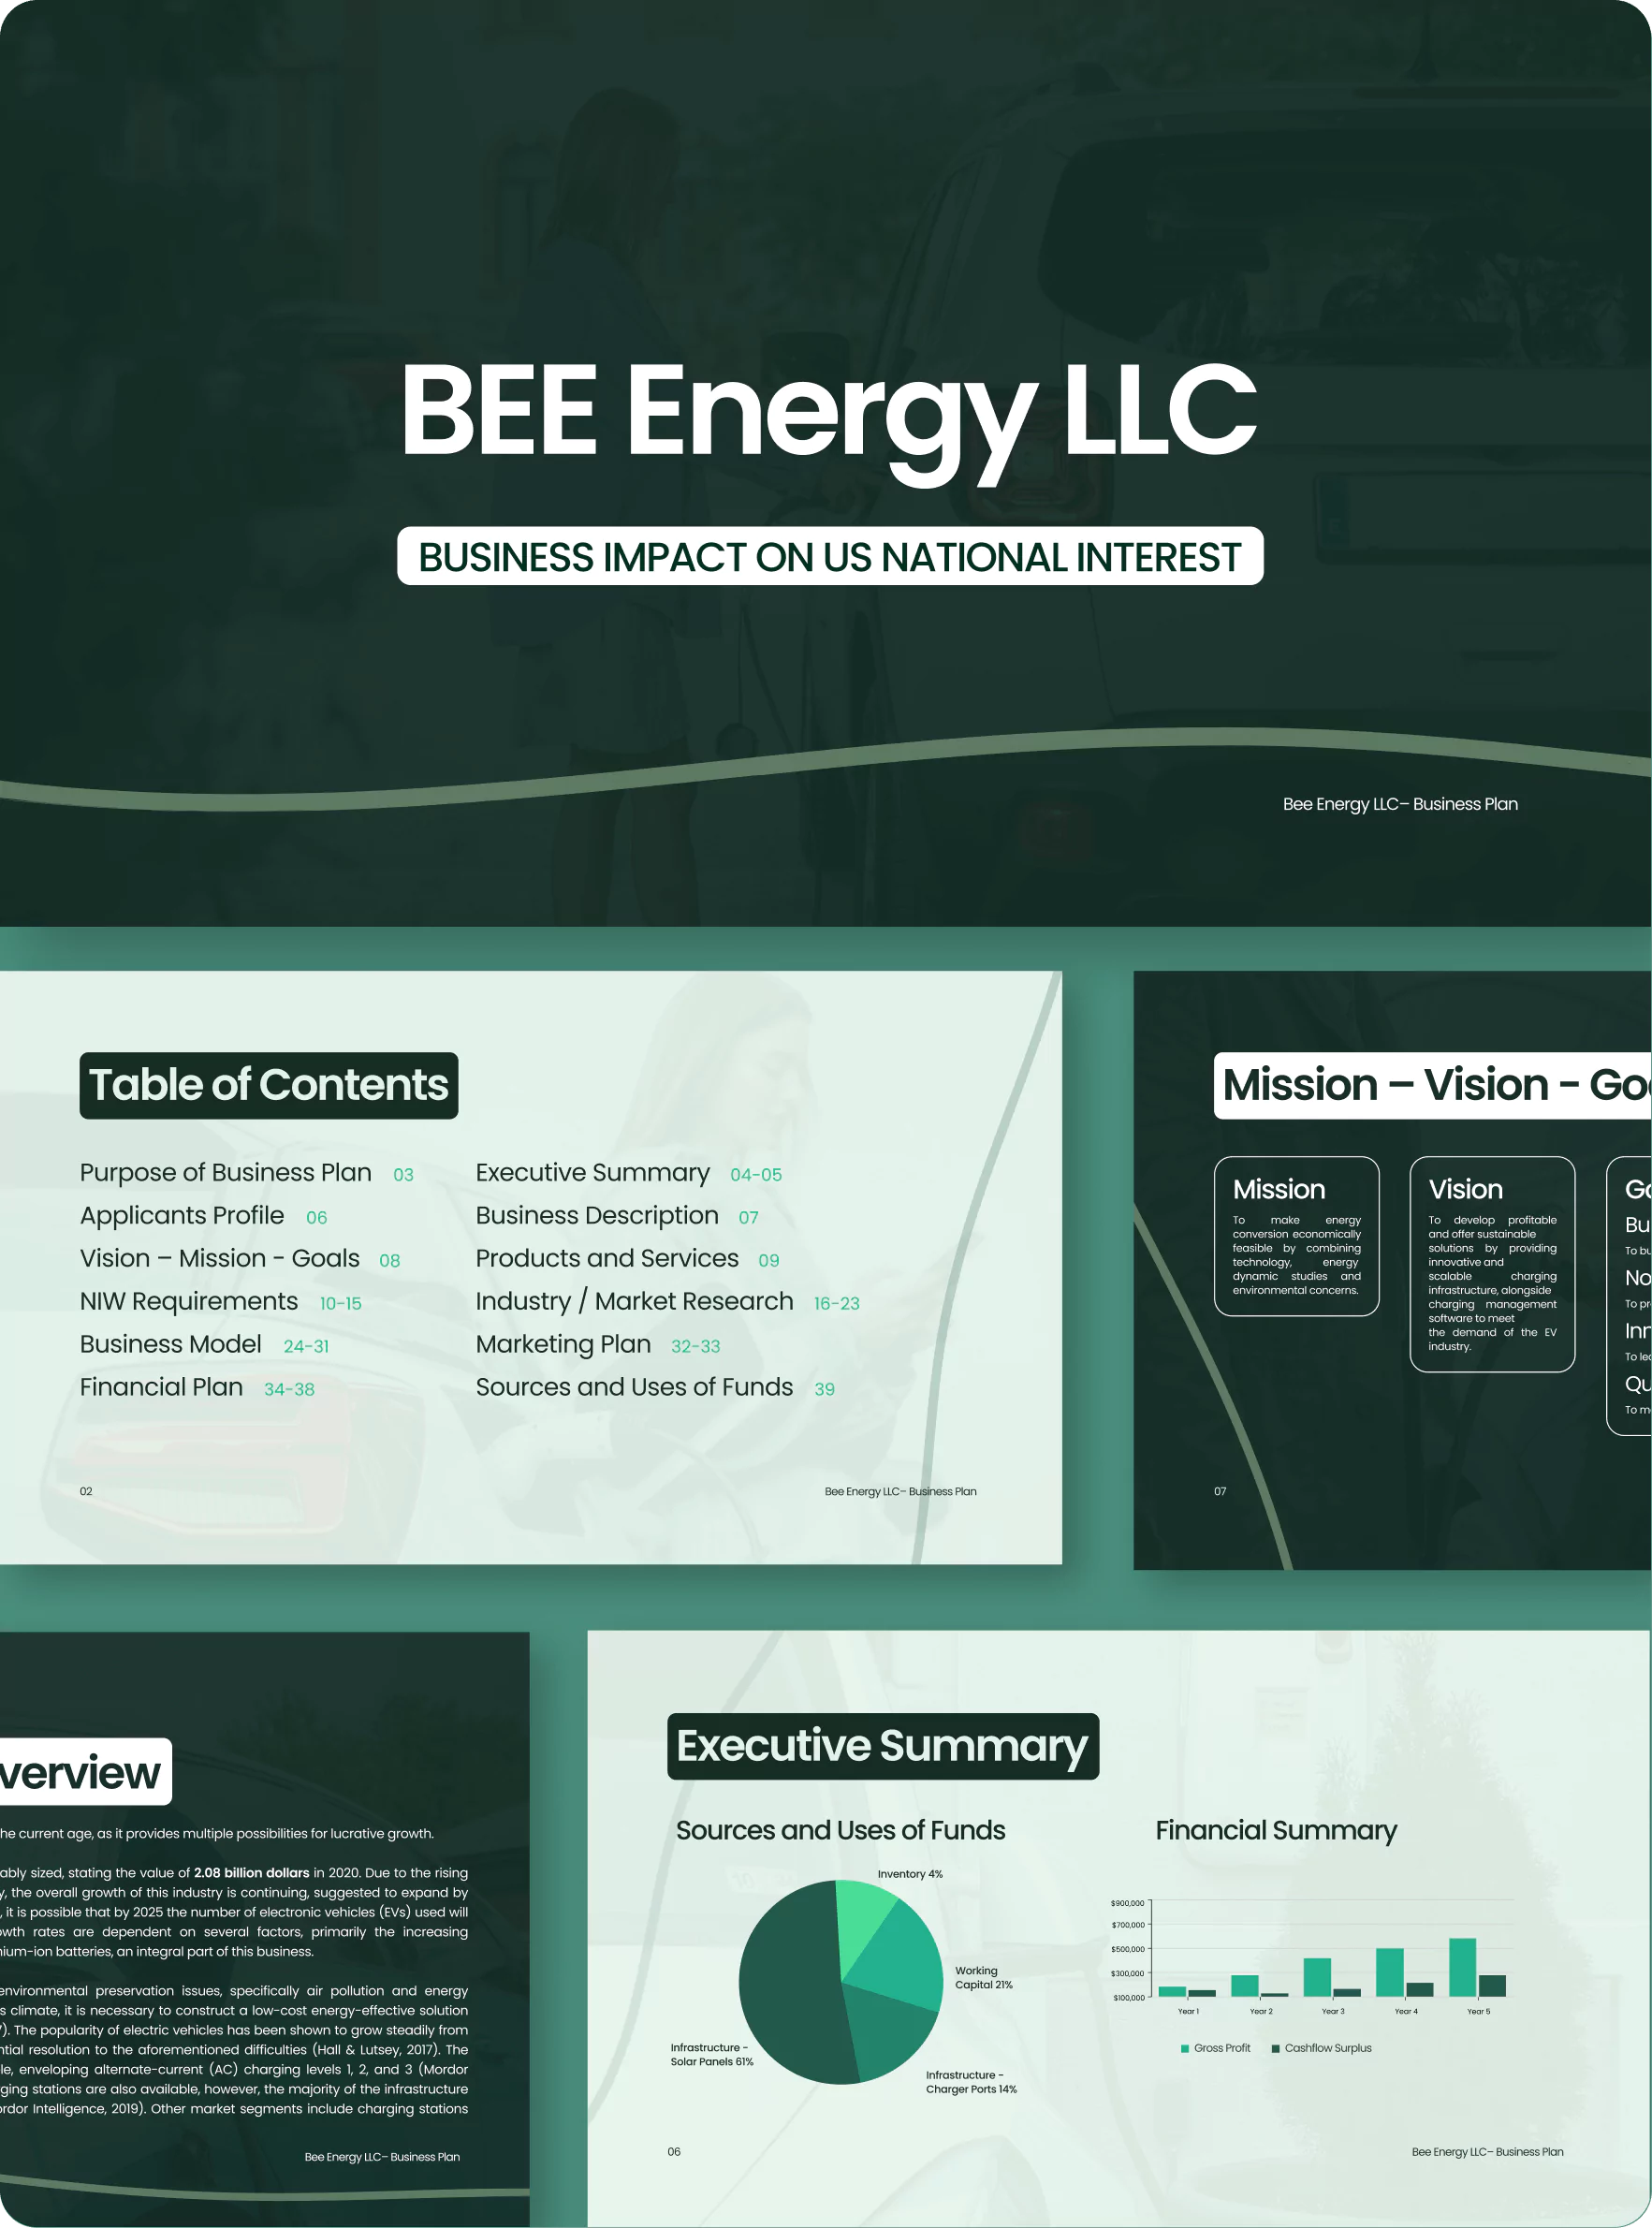 BEE Energy LLC
BUSINESS IMPACT ON US NATIONAL INTEREST
Bee Energy LLC– Business Plan
Table of Contents
Purpose of Business Plan 03
Applicants Profile 06
Vision – Mission - Goals 08
NIW Requirements 10-15
Business Model 24-31
Financial Plan 34-38
Executive Summary 04-05
Business Description 07
Products and Services 09
Industry / Market Research 16-23
Marketing Plan 32-33
Sources and Uses of Funds 39
02
Bee Energy LLC– Business Plan
Mission – Vision - Go
Mission
To make energy
conversion economically
feasible by combining
technology, energy
dynamic studies and
environmental concerns.
Vision
To develop profitable
and offer sustainable
solutions by providing
innovative and
scalable charging
infrastructure, alongside
charging management
software to meet
the demand of the EV
industry.
Go
Bu
To bu
No
To pr
Inn
To lea
Qu
To m
07
verview
he current age, as it provides multiple possibilities for lucrative growth.
ably sized, stating the value of 2.08 billion dollars in 2020. Due to the rising
y, the overall growth of this industry is continuing, suggested to expand by
, it is possible that by 2025 the number of electronic vehicles (EVs) used will
owth rates are dependent on several factors, primarily the increasing
nium-ion batteries, an integral part of this business.
environmental preservation issues, specifically air pollution and energy
s climate, it is necessary to construct a low-cost energy-effective solution
7). The popularity of electric vehicles has been shown to grow steadily from
ntial resolution to the aforementioned difficulties (Hall & Lutsey, 2017). The
le, enveloping alternate-current (AC) charging levels 1, 2, and 3 (Mordor
ging stations are also available, however, the majority of the infrastructure
ordor Intelligence, 2019). Other market segments include charging stations
Bee Energy LLC– Business Plan
Executive Summary
Sources and Uses of Funds
Inventory 4%
Working
Capital 21%
Infrastructure -
Solar Panels 61%
Infrastructure -
Charger Ports 14%
Financial Summary
$900,000
$700,000
$500,000
$300,000
$100,000
Year 1 Year 2 Year 3 Year 4 Year 5
Gross Profit Cashflow Surplus
06
Bee Energy LLC– Business Plan